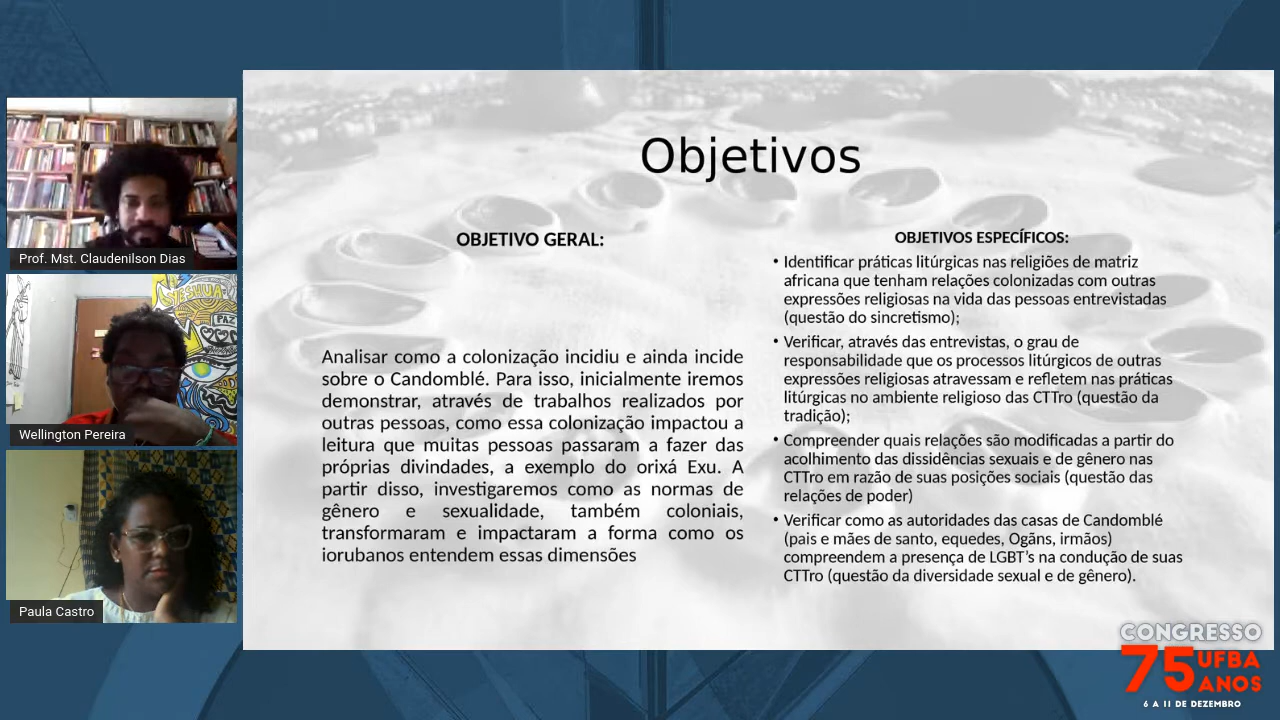 Objetivos
OBJETIVO GERAL:
Analisar como a colonização incidiu e ainda incide
sobre o Candomblé. Para isso, inicialmente iremos
demonstrar, através de trabalhos realizados por
outras pessoas, como essa colonização impactou a
leitura que muitas pessoas passaram a fazer das
próprias divindades, a exemplo do orixá Exu. A
partir disso, investigaremos como as normas de
gênero e sexualidade, também coloniais,
transformaram e impactaram a forma como os
iorubanos entendem essas dimensões
OBJETIVOS ESPECÍFICOS:
• Identificar práticas litúrgicas nas religiões de matriz
africana que tenham relações colonizadas com outras
expressões religiosas na vida das pessoas entrevistadas
(questão do sincretismo);
• Verificar, através das entrevistas, o grau de
responsabilidade que os processos litúrgicos de outras
expressões religiosas atravessam e refletem nas práticas
litúrgicas no ambiente religioso das CTTro (questão da
tradição);
• Compreender quais relações são modificadas a partir do
acolhimento das dissidências sexuais e de gênero nas
CTTro em razão de suas posições sociais (questão das
relações de poder)
• Verificar como as autoridades das casas de Candomblé
(pais e mães de santo, equedes, Ogãns, irmãos)
compreendem a presença de LGBT's na condução de suas
CTTro (questão da diversidade sexual e de gênero).
Prof. Mst. Claudenilson Dias
YESHUA
PAZ
Wellington Pereira
Paula Castro
CONGRESSO
75 UFBA
ANOS
6 A 11 DE DEZEMBRO